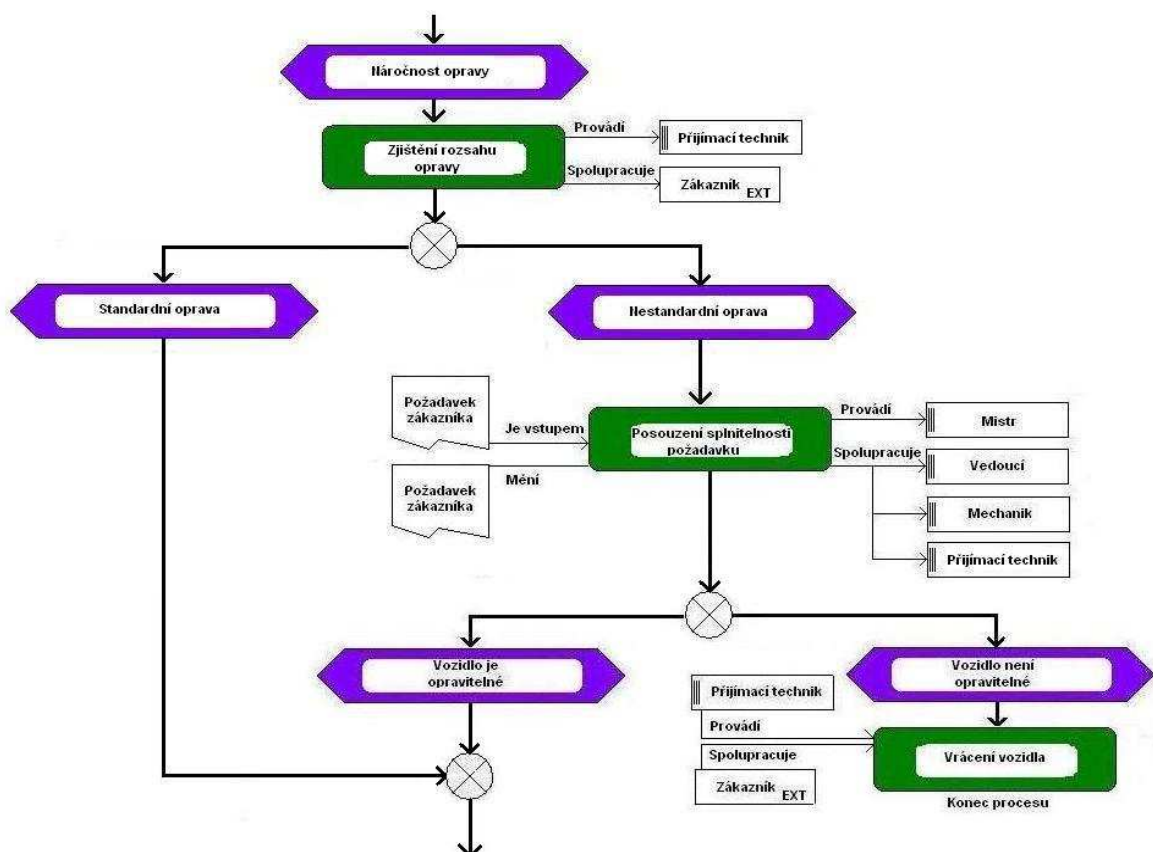 Náročnost opravy
Zjištění rozsahu
opravy
Provádí
Přijímací technik
Spolupracuje
Zákazník EXT
Standardní oprava
Nestandardní oprava
Požadavek
zákazníka
Je vstupem
Požadavek
zákazníka
Mění
Posouzení splnitelnosti
požadavku
Provádí
Mistr
Spolupracuje
Vedoucí
Mechanik
Přijímací technik
Vozidlo je
opravitelné
Vozidlo není
opravitelné
Přijímací technik
Provádí
Spolupracuje
Zákazník EXT
Vrácení vozidla
Konec procesu